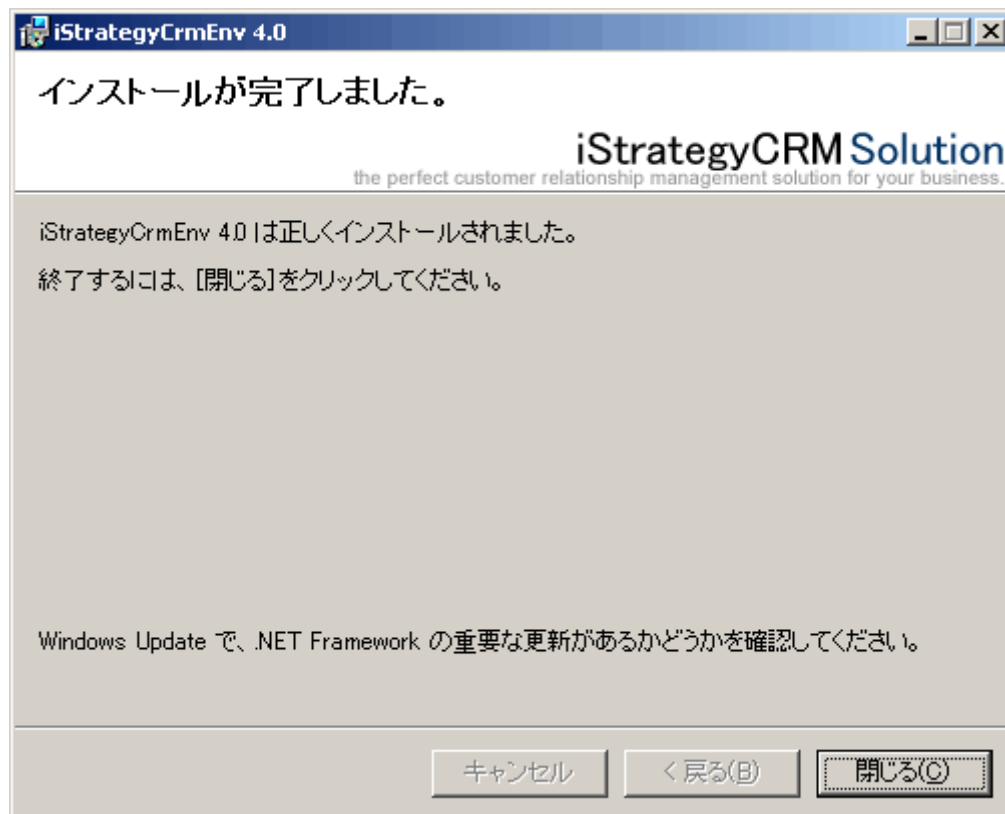 iStrategyCrmEnv 4.0
インストールが完了しました。
iStrategyCRM Solution
the perfect customer relationship management solution for your business.
iStrategyCrmEnv 4.0 は正しくインストールされました。
終了するには、[閉じる]をクリックしてください。
Windows Update で、.NET Framework の重要な更新があるかどうかを確認してください。
キャンセル < 戻る(B) 閉じる(C)